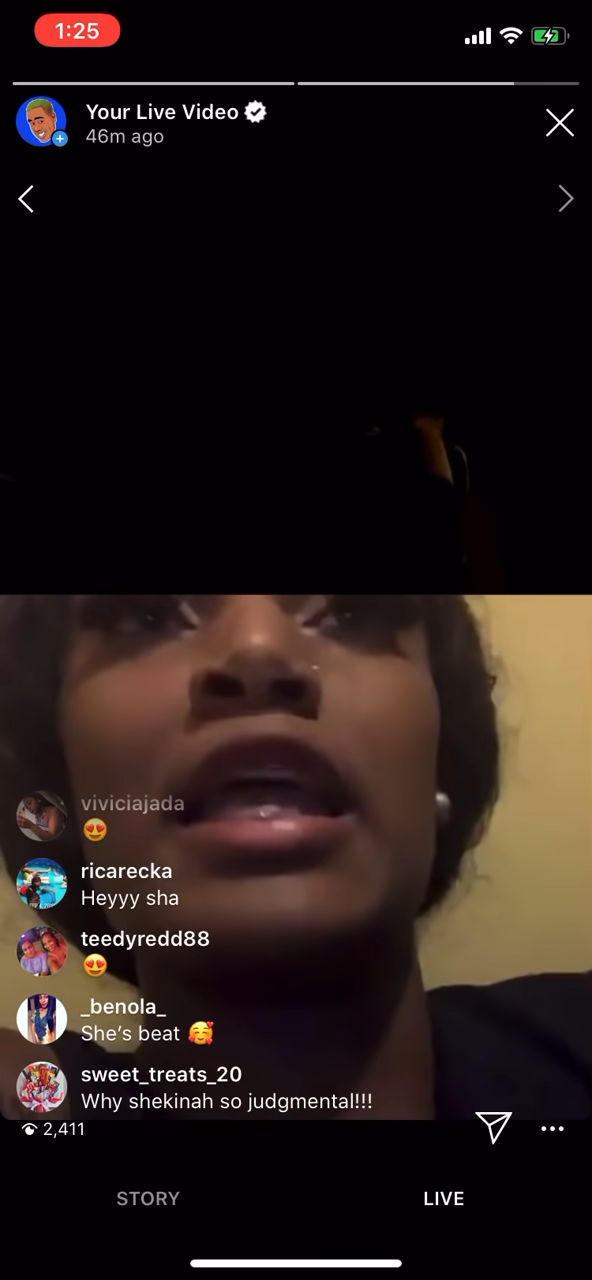 1:25
Your Live Video
46m ago
viviciajada
😍
ricarecka
Heyyy sha
teedyredd88
😍
_benola_
She’s beat 🥰
sweet_treats_20
Why shekinah so judgmental!!!
2,411
STORY
LIVE